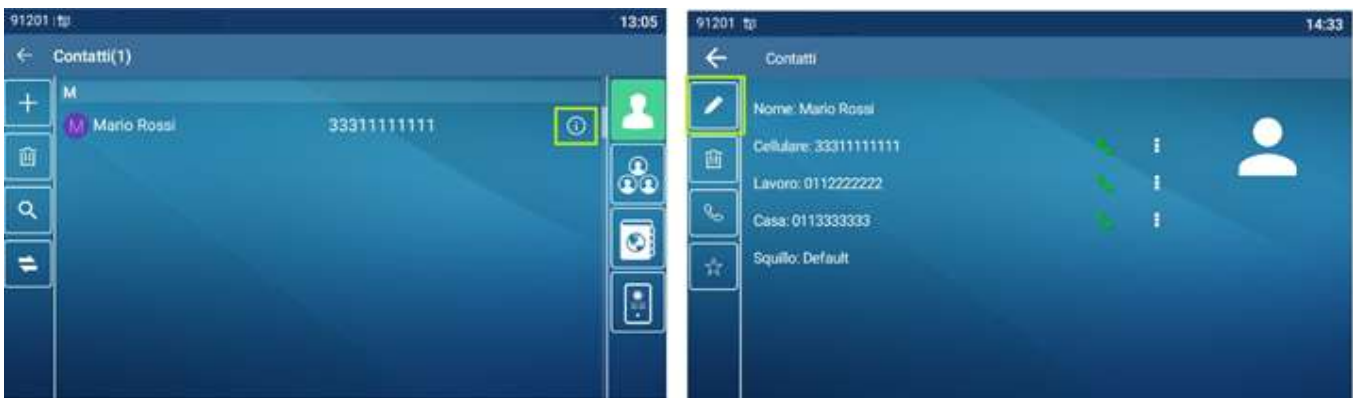 91201
13:05
Contatti(1)
M
M Mario Rossi 33311111111
91201
14:33
Contatti
Nome: Mario Rossi
Cellulare: 33311111111
Lavoro: 0112222222
Casa: 0113333333
Squillo: Default